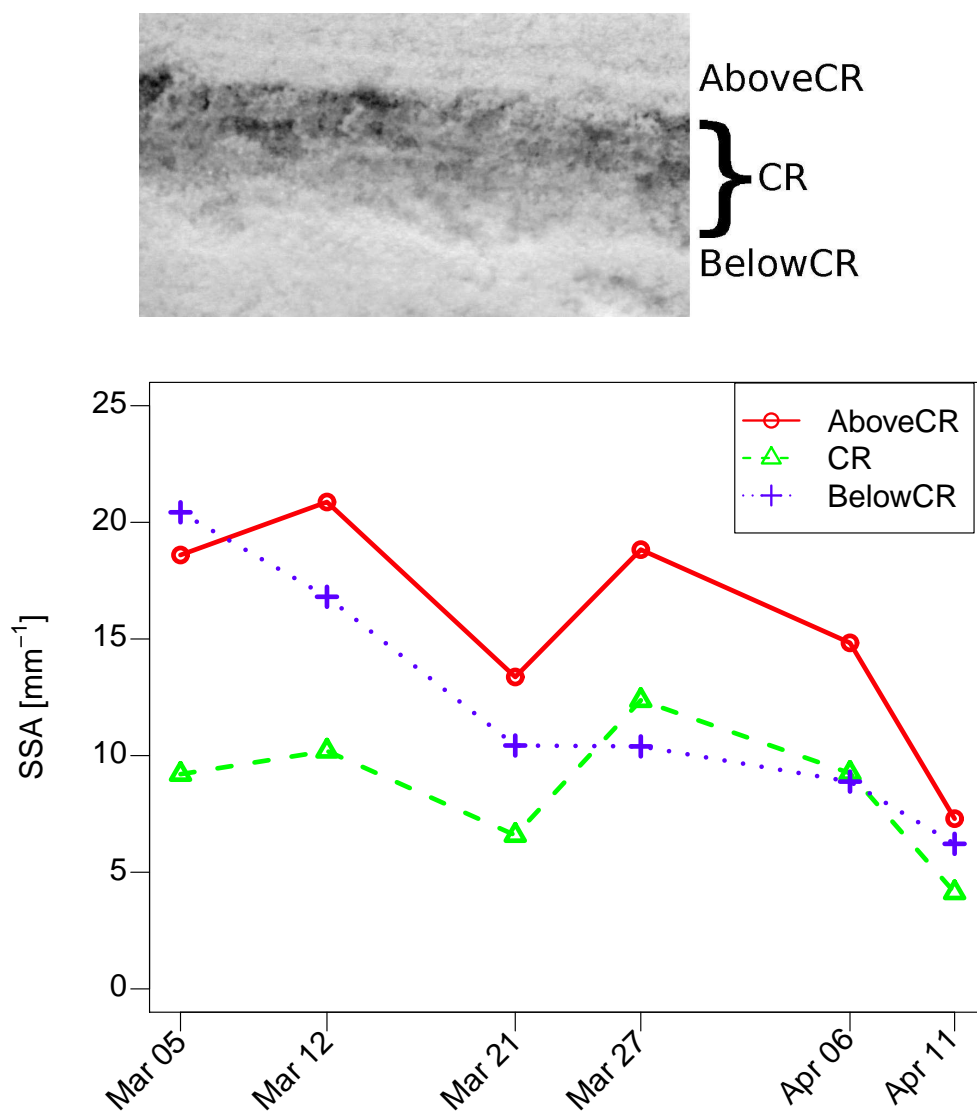 AboveCR
CR
BelowCR
25
20
15
10
5
0
SSA [mm⁻¹]
AboveCR
CR
BelowCR
Mar 05
Mar 12
Mar 21
Mar 27
Apr 06
Apr 11